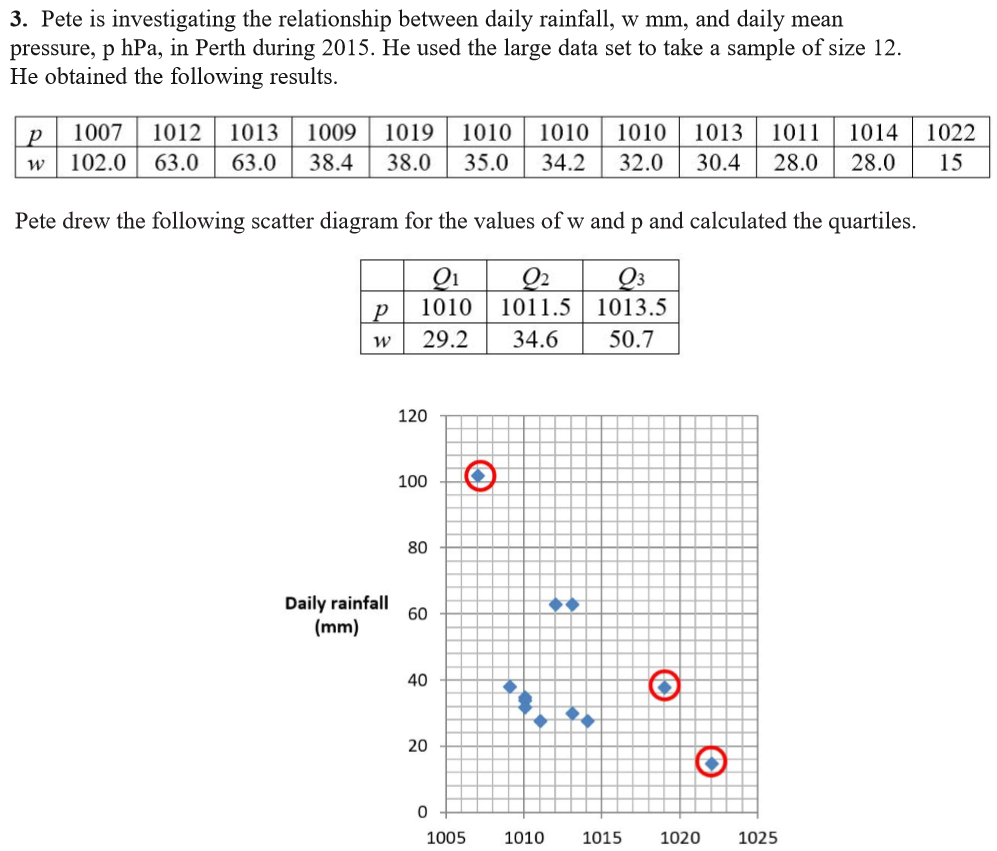 3. Pete is investigating the relationship between daily rainfall, w mm, and daily mean
pressure, p hPa, in Perth during 2015. He used the large data set to take a sample of size 12.
He obtained the following results.
p 1007 1012 1013 1009 1019 1010 1010 1010 1013 1011 1014 1022
w 102.0 63.0 63.0 38.4 38.0 35.0 34.2 32.0 30.4 28.0 28.0 15
Pete drew the following scatter diagram for the values of w and p and calculated the quartiles.
Q1 Q2 Q3
p 1010 1011.5 1013.5
w 29.2 34.6 50.7
120
100
80
Daily rainfall
(mm)
60
40
20
0
1005 1010 1015 1020 1025